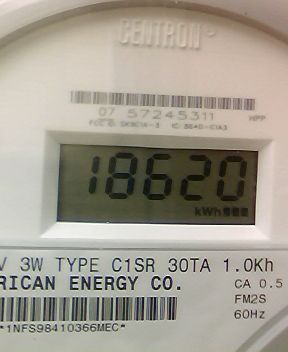 CENTRON
07 57245311
HPP
18620
kWh
V 3W TYPE C1SR 30TA 1.0Kh
RICAN ENERGY CO.
CA 0.5
FM2S
60Hz
*1NFS98410366MEC*